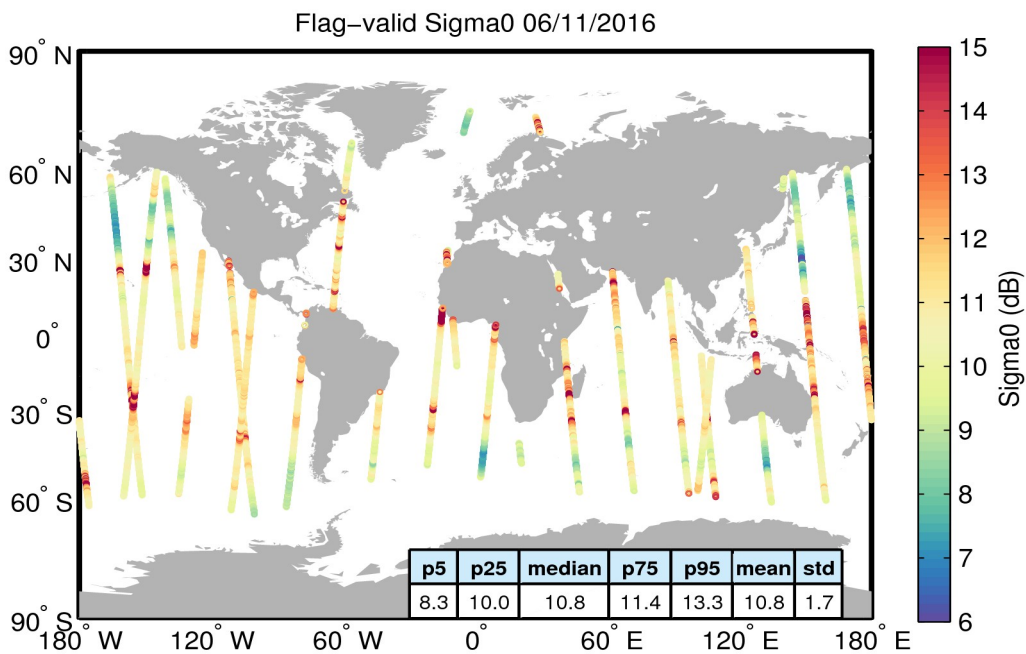 Flag−valid Sigma0 06/11/2016
90° N
60° N
30° N
0°
30° S
60° S
90° S
180° W
120° W
60° W
0°
60° E
120° E
180° E
15
14
13
12
11
10
9
8
7
6
Sigma0 (dB)
p5 p25 median p75 p95 mean std
8.3 10.0 10.8 11.4 13.3 10.8 1.7